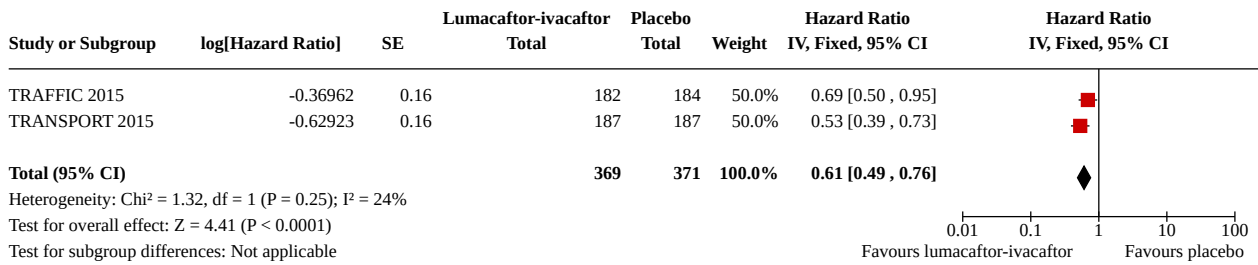 Lumacaftor-ivacaftor Placebo Hazard Ratio Hazard Ratio
Study or Subgroup log[Hazard Ratio] SE Total Total Weight IV, Fixed, 95% CI IV, Fixed, 95% CI
TRAFFIC 2015 -0.36962 0.16 182 184 50.0% 0.69 [0.50 , 0.95]
TRANSPORT 2015 -0.62923 0.16 187 187 50.0% 0.53 [0.39 , 0.73]
Total (95% CI) 369 371 100.0% 0.61 [0.49 , 0.76]
Heterogeneity: Chi² = 1.32, df = 1 (P = 0.25); I² = 24%
Test for overall effect: Z = 4.41 (P < 0.0001)
0.01 0.1 1 10 100
Test for subgroup differences: Not applicable Favours lumacaftor-ivacaftor Favours placebo